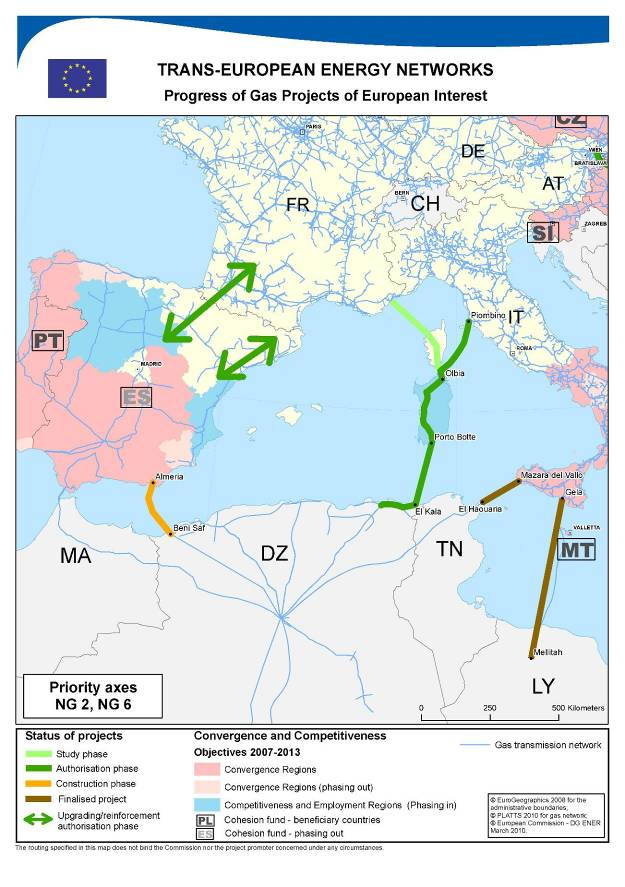 TRANS-EUROPEAN ENERGY NETWORKS
Progress of Gas Projects of European Interest
CZ
PARIS
DE
WIEN
BRATISLAVA
AT
FR
BERN
CH
SI
ZAGREB
Piombino
IT
PT
ROMA
MADRID
Olbia
ES
Porto Botte
Almeria
Mazara del Vallo
Gela
El Kala
El Haouaria
Beni Saf
VALLETTA
MA
DZ
TN
MT
Mellitah
LY
Priority axes
NG 2, NG 6
0 250 500 Kilometers
Status of projects
Study phase
Authorisation phase
Construction phase
Finalised project
Upgrading/reinforcement
authorisation phase
Convergence and Competitiveness
Objectives 2007-2013
Convergence Regions
Convergence Regions (phasing out)
Competitiveness and Employment Regions (Phasing in)
PL Cohesion fund - beneficiary countries
ES Cohesion fund - phasing out
Gas transmission network
© EuroGeographics 2008 for the
administrative boundaries;
© PLATTS 2010 for gas network;
© European Commission - DG ENER
March 2010.
The routing specified in this map does not bind the Commission nor the project promoter concerned under any circumstances.